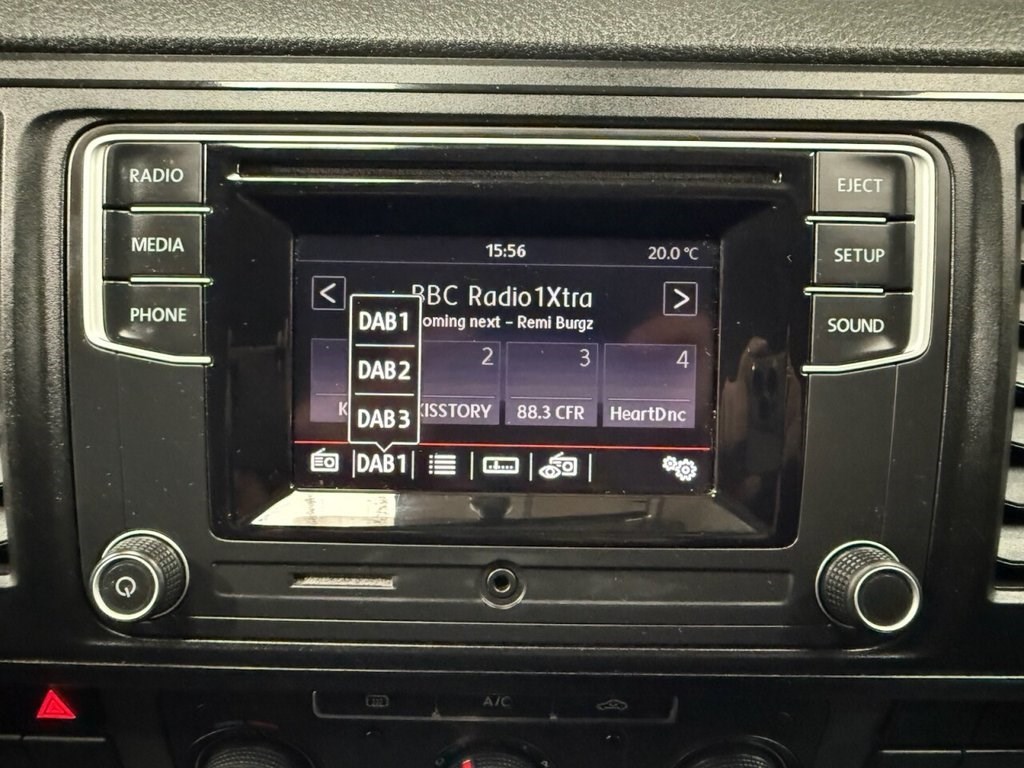 RADIO
MEDIA
PHONE
EJECT
SETUP
SOUND
15:56
20.0 °C
< >
BBC Radio1Xtra
oming next - Remi Burgz
DAB1
DAB2
DAB3
2 3 4
K KISSTORY 88.3 CFR HeartDnc
DAB1
A/C